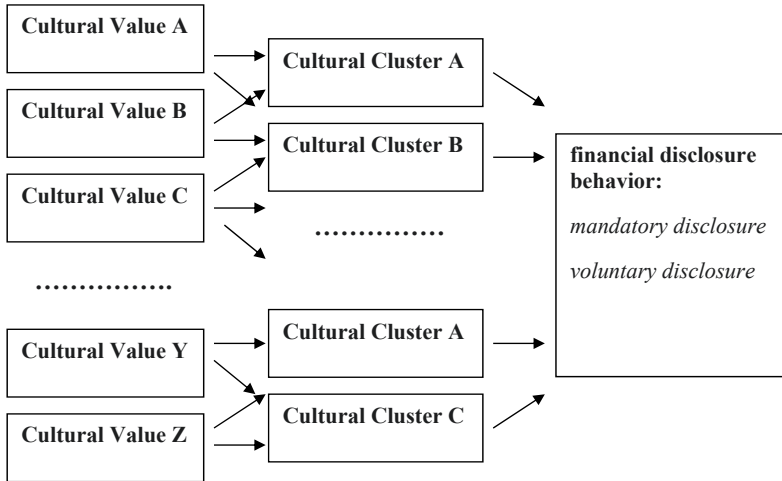 Cultural Value A
Cultural Value B
Cultural Value C
................
Cultural Value Y
Cultural Value Z
Cultural Cluster A
Cultural Cluster B
...............
Cultural Cluster A
Cultural Cluster C
financial disclosure
behavior:
mandatory disclosure
voluntary disclosure